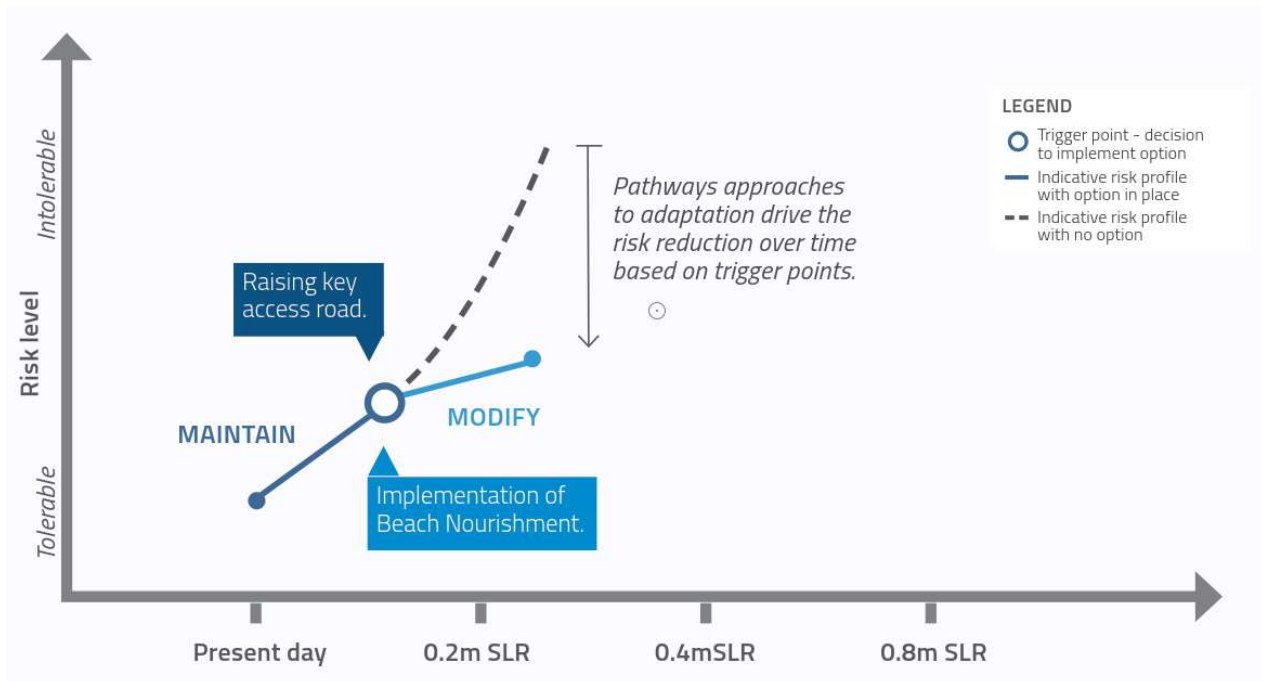 LEGEND
Trigger point - decision
to implement option
Indicative risk profile
with option in place
Indicative risk profile
with no option
Intolerable
Risk level
Tolerable
Pathways approaches
to adaptation drive the
risk reduction over time
based on trigger points.
Raising key
access road.
MAINTAIN
MODIFY
Implementation of
Beach Nourishment.
Present day
0.2m SLR
0.4mSLR
0.8m SLR